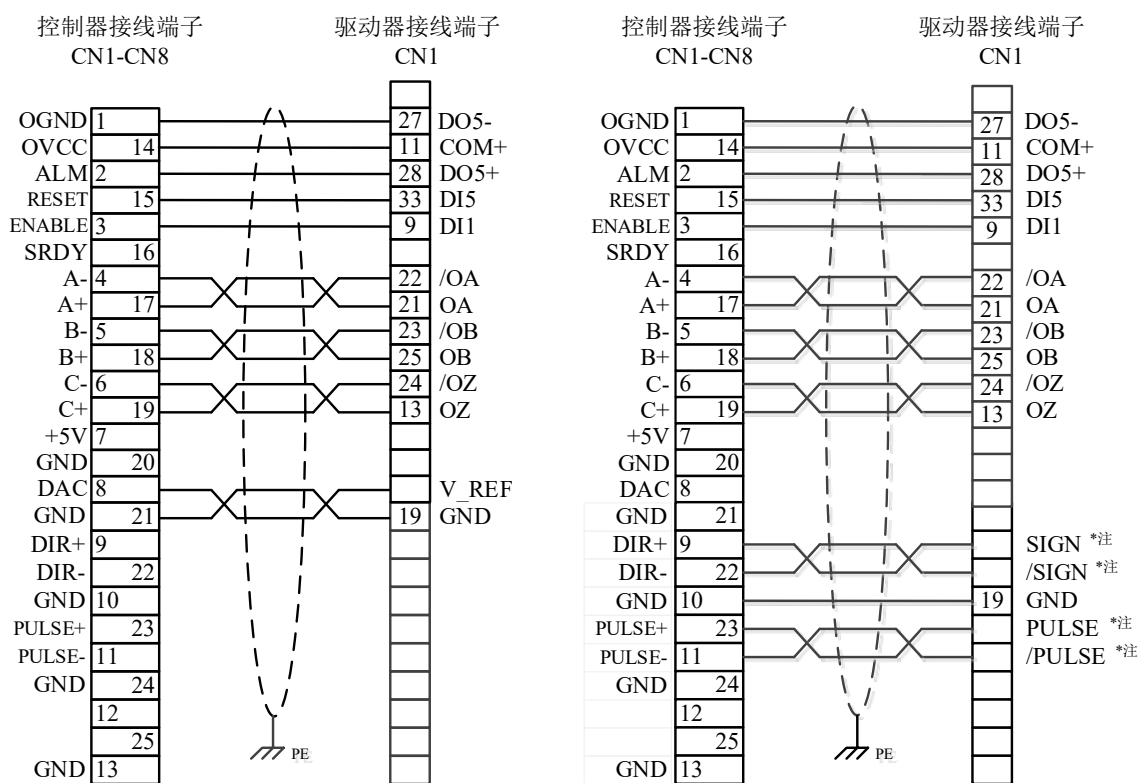 控制器接线端子 驱动器接线端子
CN1-CN8 CN1
OGND 1 27 DO5-
OVCC 14 11 COM+
ALM 2 28 DO5+
RESET 15 33 DI5
ENABLE 3 9 DI1
SRDY 16
A- 4 22 /OA
A+ 17 21 OA
B- 5 23 /OB
B+ 18 25 OB
C- 6 24 /OZ
C+ 19 13 OZ
+5V 7
GND 20
DAC 8 V_REF
GND 21 19 GND
DIR+ 9
DIR- 22
GND 10
PULSE+ 23
PULSE- 11
GND 24
12
25
GND 13
PE
控制器接线端子 驱动器接线端子
CN1-CN8 CN1
OGND 1 27 DO5-
OVCC 14 11 COM+
ALM 2 28 DO5+
RESET 15 33 DI5
ENABLE 3 9 DI1
SRDY 16
A- 4 22 /OA
A+ 17 21 OA
B- 5 23 /OB
B+ 18 25 OB
C- 6 24 /OZ
C+ 19 13 OZ
+5V 7
GND 20
DAC 8
GND 21
DIR+ 9 SIGN *注
DIR- 22 /SIGN *注
GND 10 19 GND
PULSE+ 23 PULSE *注
PULSE- 11 /PULSE *注
GND 24
12
25
GND 13
PE